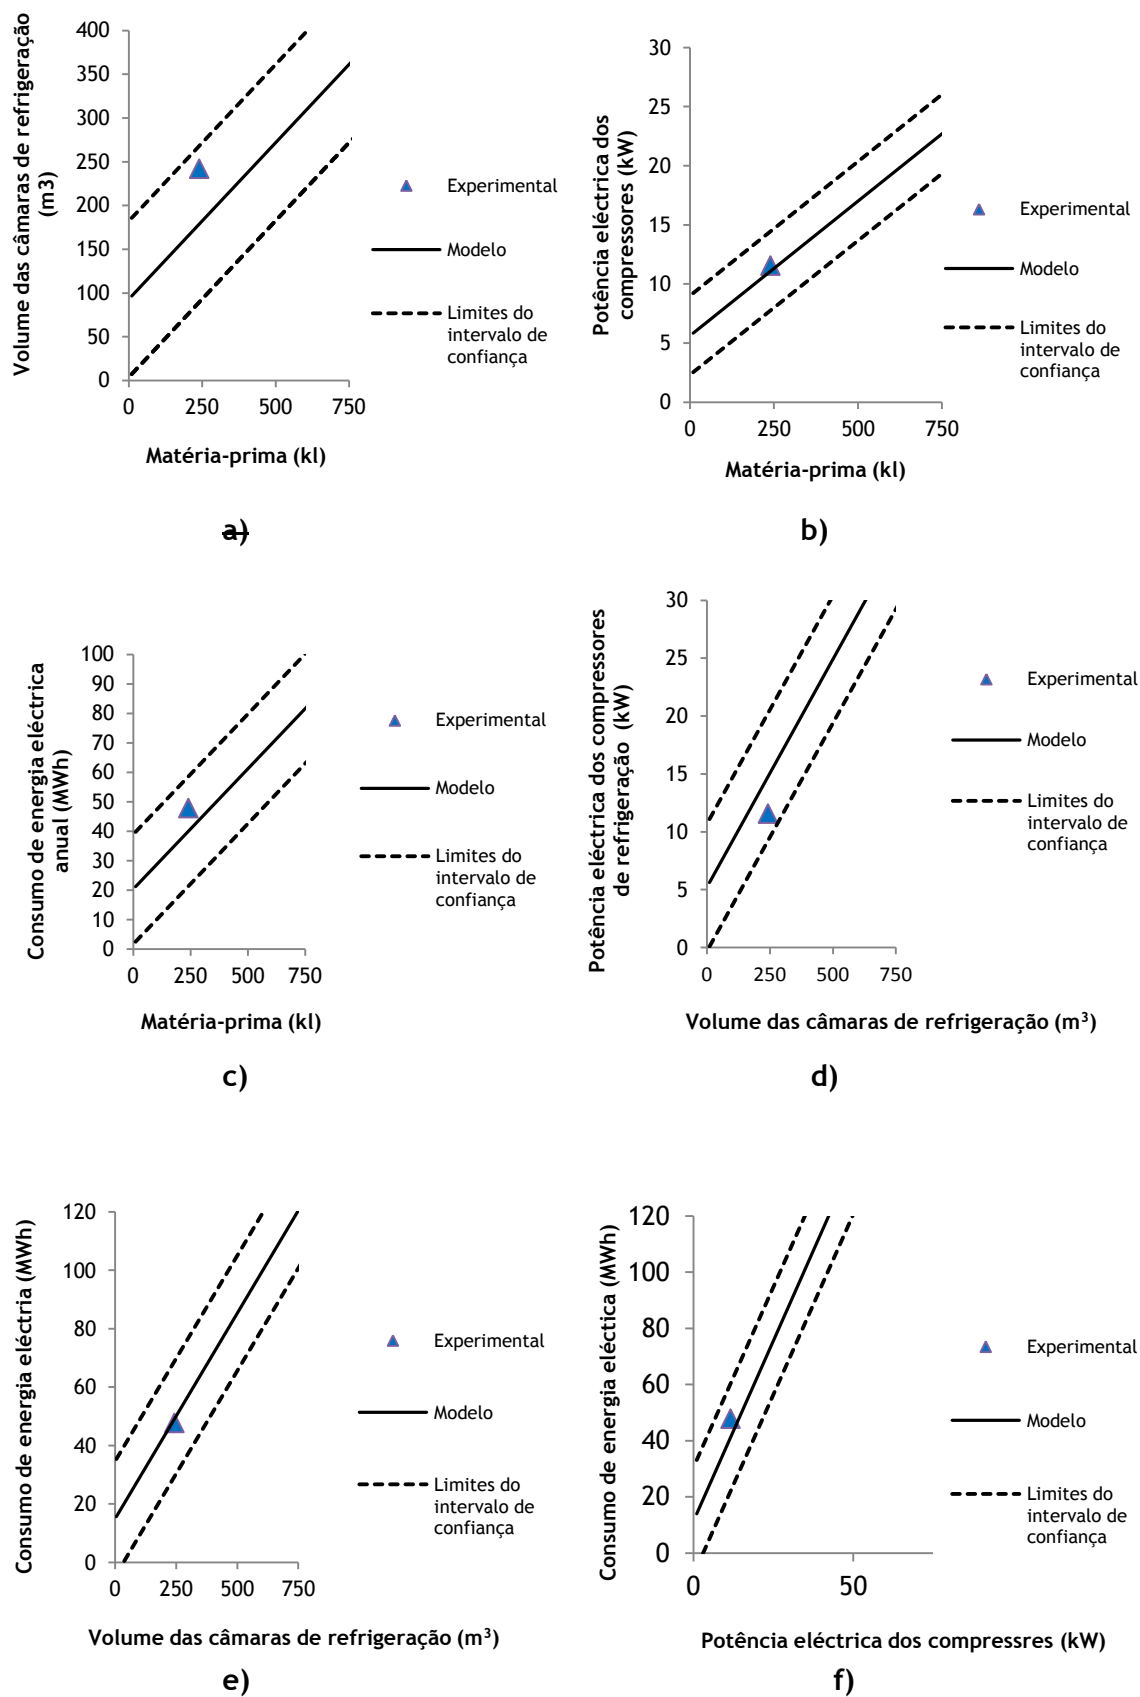 Volume das câmaras de refrigeração
(m3)
400
350
300
250
200
150
100
50
0
0 250 500 750
Matéria-prima (kl)
Experimental
Modelo
Limites do
intervalo de
confiança
a)
Potência eléctrica dos
compressores (kW)
30
25
20
15
10
5
0
0 250 500 750
Matéria-prima (kl)
Experimental
Modelo
Limites do
intervalo de
confiança
b)
Consumo de energia eléctrica
anual (MWh)
100
90
80
70
60
50
40
30
20
10
0
0 250 500 750
Matéria-prima (kl)
Experimental
Modelo
Limites do
intervalo de
confiança
c)
Potência eléctrica dos compressores
de refrigeração (kW)
30
25
20
15
10
5
0
0 250 500 750
Volume das câmaras de refrigeração (m³)
Experimental
Modelo
Limites do
intervalo de
confiança
d)
Consumo de energia eléctria (MWh)
120
100
80
60
40
20
0
0 250 500 750
Volume das câmaras de refrigeração (m³)
Experimental
Modelo
Limites do
intervalo de
confiança
e)
Consumo de energia eléctica (MWh)
120
100
80
60
40
20
0
0 50
Potência eléctrica dos compressres (kW)
Experimental
Modelo
Limites do
intervalo de
confiança
f)